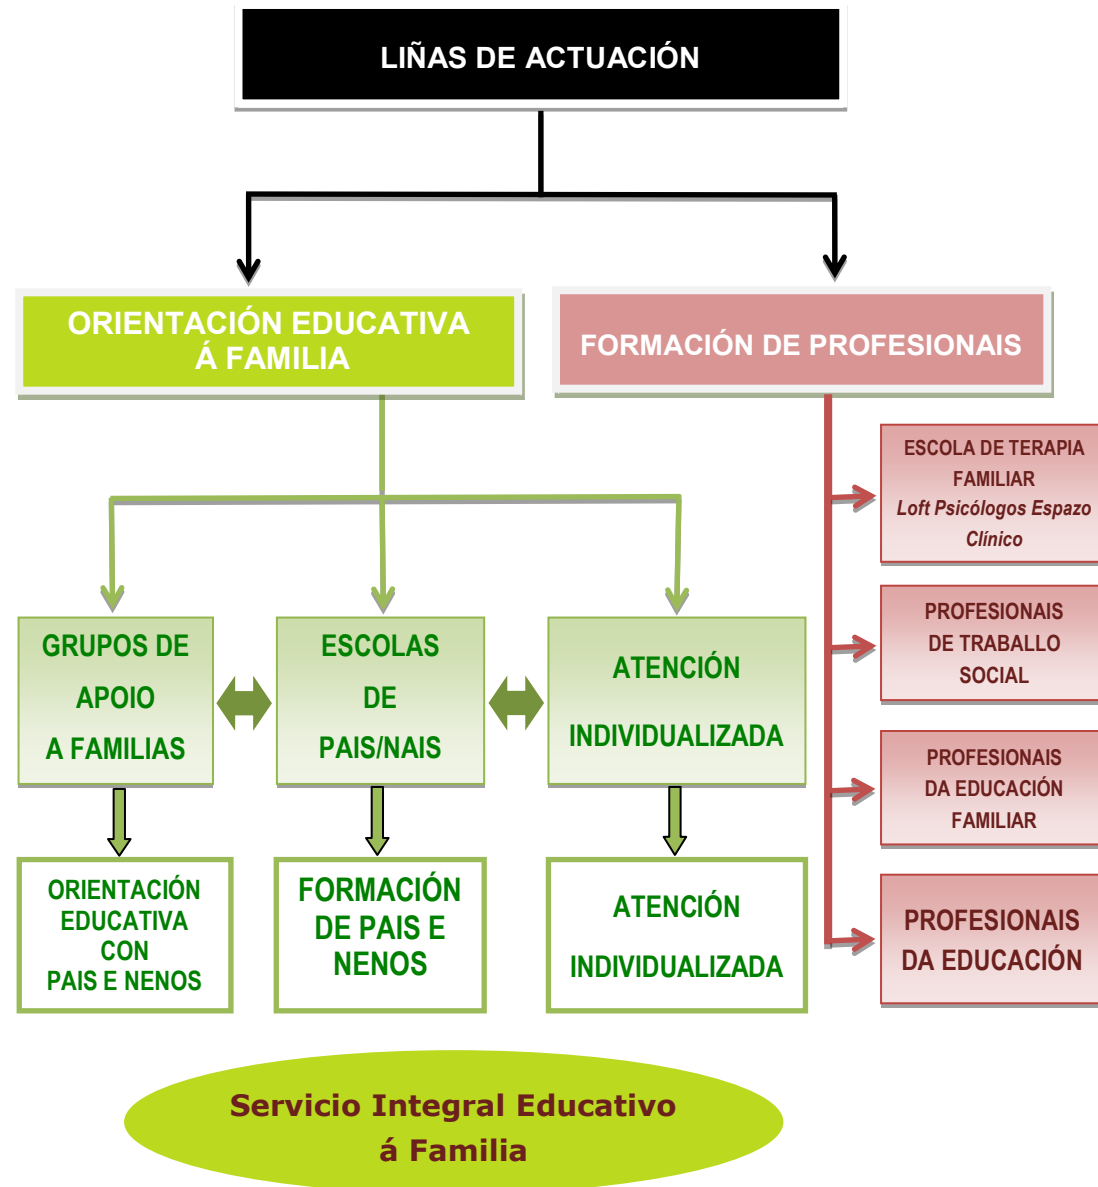 LIÑAS DE ACTUACIÓN
ORIENTACIÓN EDUCATIVA
Á FAMILIA
FORMACIÓN DE PROFESIONAIS
ESCOLA DE TERAPIA
FAMILIAR
Loft Psicólogos Espazo
Clínico
PROFESIONAIS
DE TRABALLO
SOCIAL
PROFESIONAIS
DA EDUCACIÓN
FAMILIAR
PROFESIONAIS
DA EDUCACIÓN
GRUPOS DE
APOIO
A FAMILIAS
ESCOLAS
DE
PAIS/NAIS
ATENCIÓN
INDIVIDUALIZADA
ORIENTACIÓN
EDUCATIVA
CON
PAIS E NENOS
FORMACIÓN
DE PAIS E
NENOS
ATENCIÓN
INDIVIDUALIZADA
Servicio Integral Educativo
á Familia